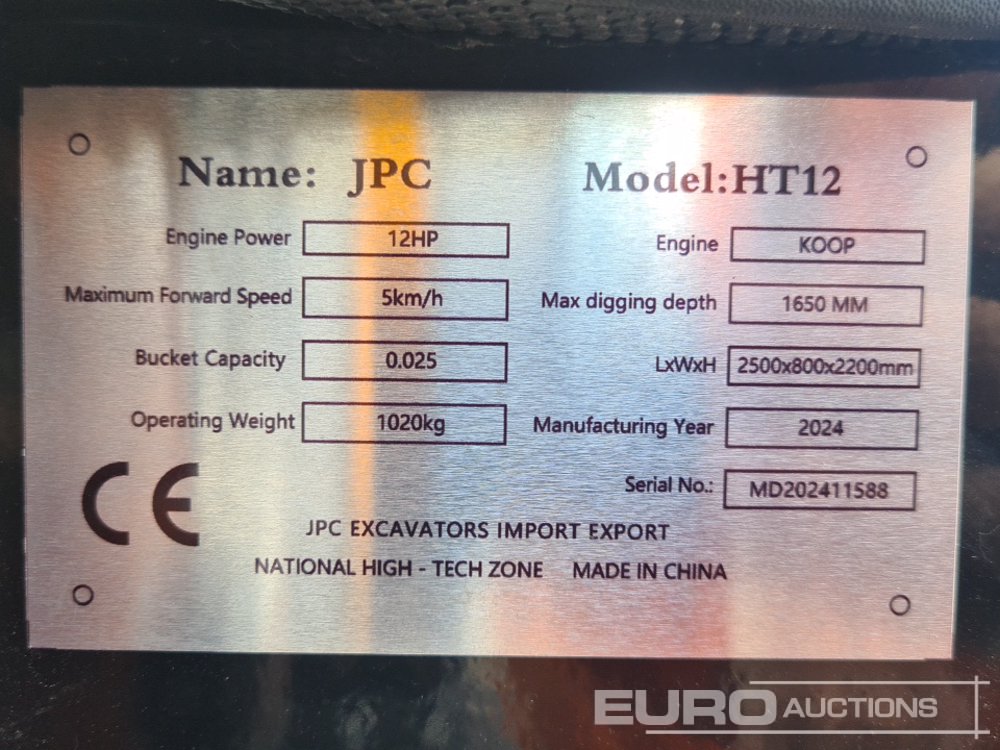 Name: JPC Model:HT12
Engine Power 12HP Engine KOOP
Maximum Forward Speed 5km/h Max digging depth 1650 MM
Bucket Capacity 0.025 LxWxH 2500x800x2200mm
Operating Weight 1020kg Manufacturing Year 2024
Serial No.: MD202411588
CE
JPC EXCAVATORS IMPORT EXPORT
NATIONAL HIGH - TECH ZONE MADE IN CHINA
EURO AUCTIONS